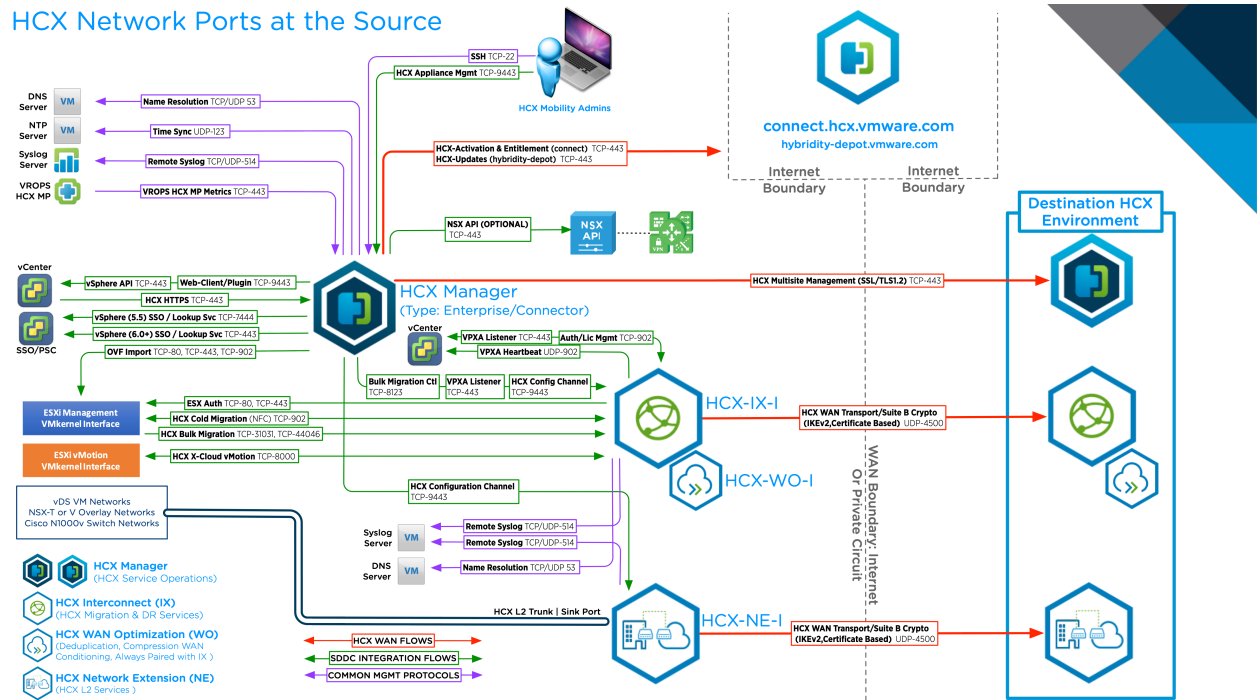 HCX Network Ports at the Source
SSH TCP-22
HCX Appliance Mgmt TCP-9443
HCX Mobility Admins
connect.hcx.vmware.com
hybridity-depot.vmware.com
Internet
Boundary
Internet
Boundary
DNS
Server
VM
Name Resolution TCP/UDP 53
NTP
Server
VM
Time Sync UDP-123
Syslog
Server
Remote Syslog TCP/UDP-514
VROPS
HCX MP
VROPS HCX MP Metrics TCP-443
HCX-Activation & Entitlement (connect) TCP-443
HCX-Updates (hybridity-depot) TCP-443
NSX API (OPTIONAL)
TCP-443
NSX
API
VPN
Destination HCX
Environment
vCenter
vSphere API TCP-443
Web-Client/Plugin TCP-9443
HCX HTTPS TCP-443
vSphere (5.5) SSO / Lookup Svc TCP-7444
vSphere (6.0+) SSO / Lookup Svc TCP-443
SSO/PSC
OVF Import TCP-80, TCP-443, TCP-902
HCX Manager
(Type: Enterprise/Connector)
HCX Multisite Management (SSL/TLS1.2) TCP-443
vCenter
VPXA Listener TCP-443
Auth/Lic Mgmt TCP-902
VPXA Heartbeat UDP-902
Bulk Migration Ctl
TCP-8123
VPXA Listener
TCP-443
HCX Config Channel
TCP-9443
ESXi Management
VMkernel Interface
ESX Auth TCP-80, TCP-443
HCX Cold Migration (NFC) TCP-902
HCX Bulk Migration TCP-31031, TCP-44046
ESXi vMotion
VMkernel Interface
HCX X-Cloud vMotion TCP-8000
HCX-IX-I
HCX WAN Transport/Suite B Crypto
(IKEv2,Certificate Based) UDP-4500
HCX-WO-I
WAN Boundary: Internet
Or Private Circuit
HCX Configuration Channel
TCP-9443
vDS VM Networks
NSX-T or V Overlay Networks
Cisco N1000v Switch Networks
Syslog
Server
VM
Remote Syslog TCP/UDP-514
Remote Syslog TCP/UDP-514
DNS
Server
VM
Name Resolution TCP/UDP 53
HCX L2 Trunk | Sink Port
HCX-NE-I
HCX WAN Transport/Suite B Crypto
(IKEv2,Certificate Based) UDP-4500
HCX Manager
(HCX Service Operations)
HCX Interconnect (IX)
(HCX Migration & DR Services)
HCX WAN Optimization (WO)
(Deduplication, Compression WAN
Conditioning, Always Paired with IX )
HCX Network Extension (NE)
(HCX L2 Services )
HCX WAN FLOWS
SDDC INTEGRATION FLOWS
COMMON MGMT PROTOCOLS